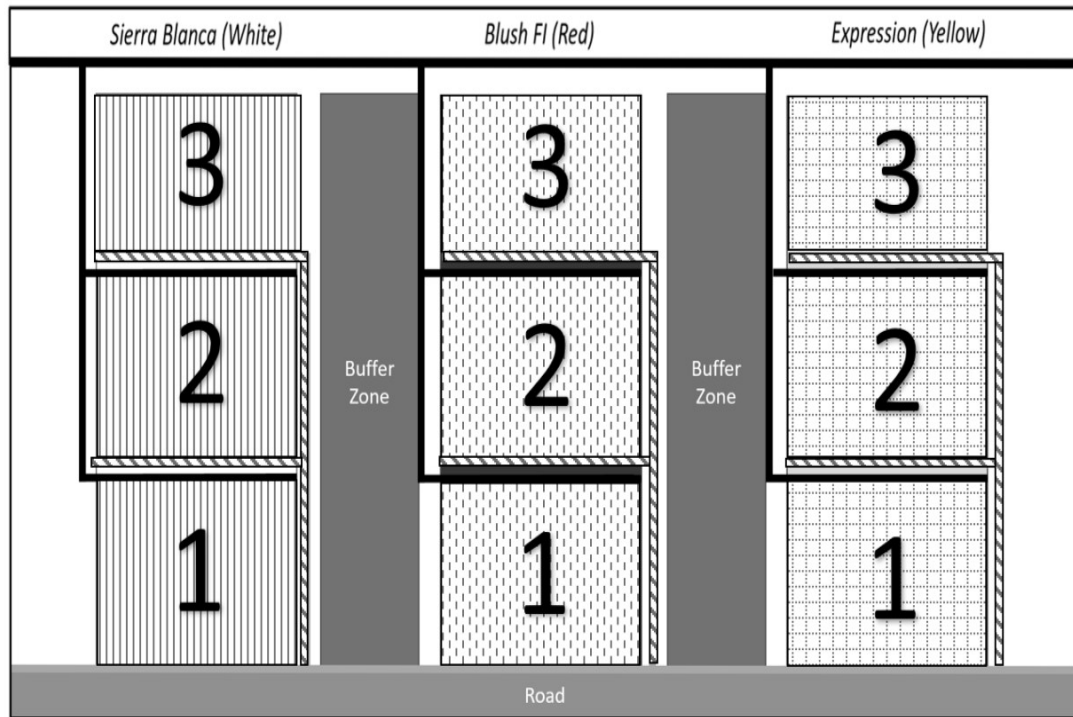 Sierra Blanca (White) Blush FI (Red) Expression (Yellow)
3 3 3
2 Buffer Zone 2 Buffer Zone 2
1 1 1
Road